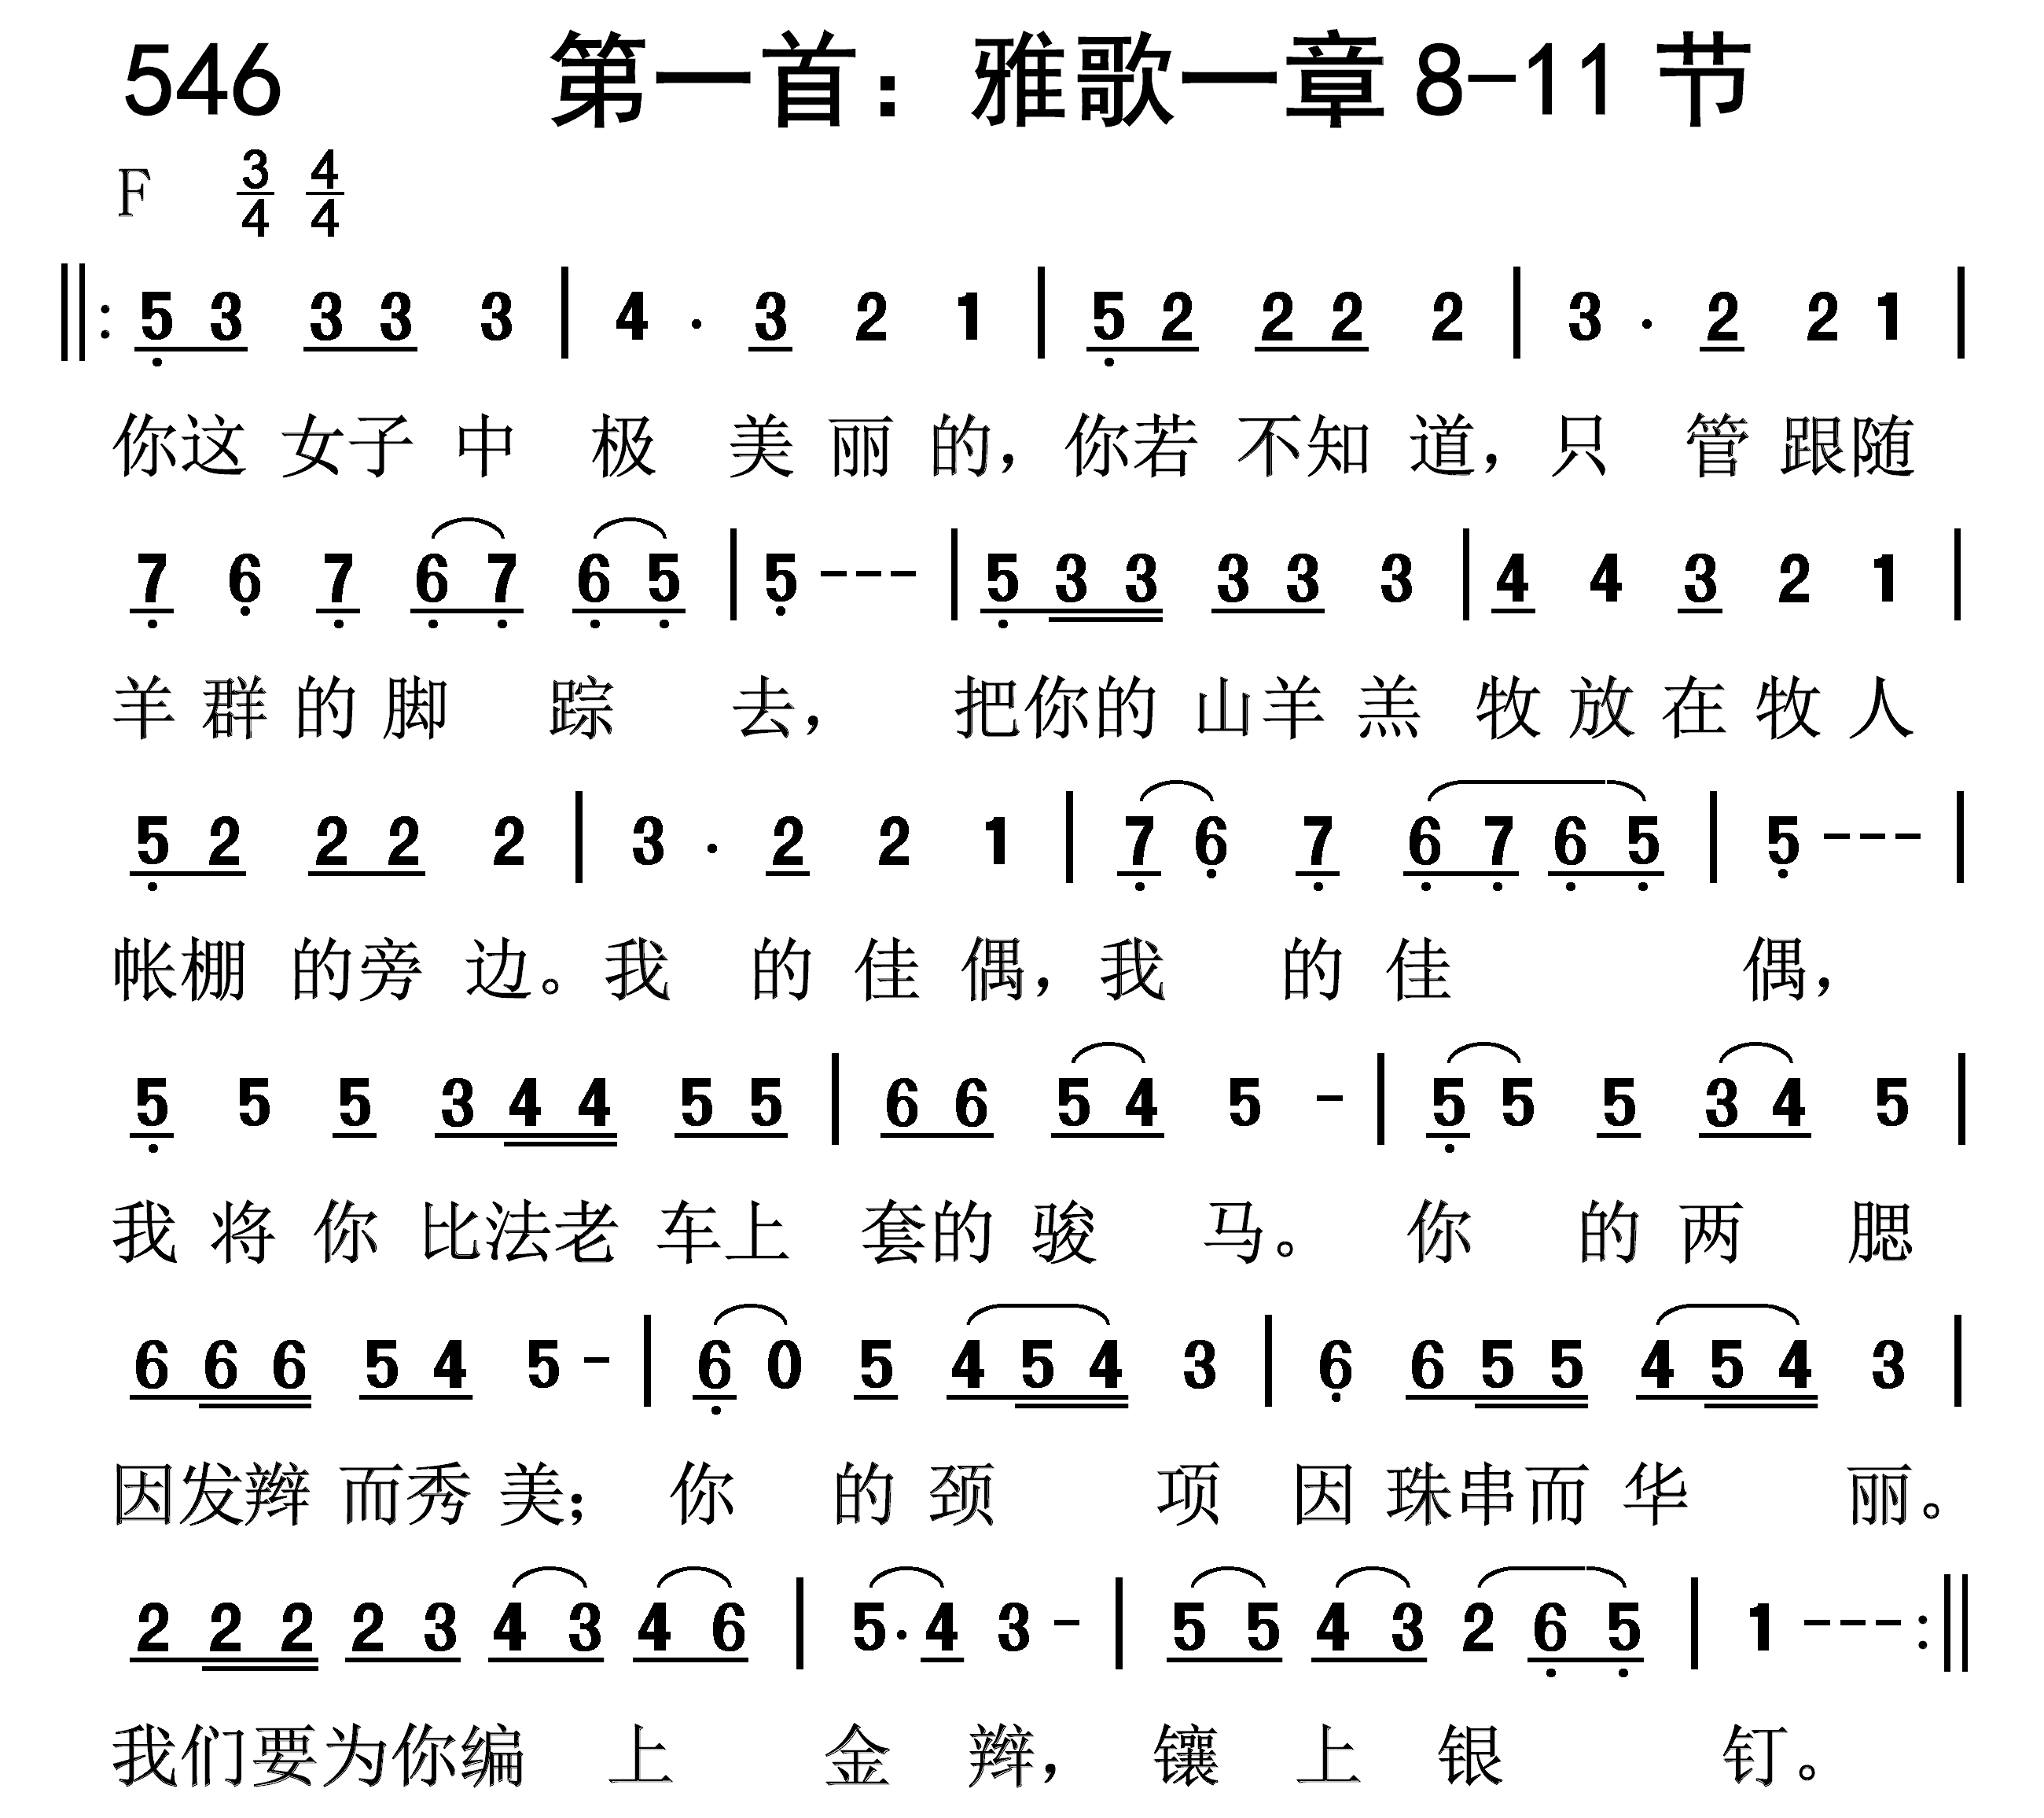 546 第一首：雅歌一章 8-11 节
F 3/4 4/4
‖: 5 3 3 3 3 | 4 · 3 2 1 | 5 2 2 2 2 | 3 · 2 2 1 |
你这 女子 中 极 美 丽 的，你若 不知 道，只 管 跟随
7 6 7 6 7 6 5 | 5 - - - | 5 3 3 3 3 3 | 4 4 3 2 1 |
羊 群 的 脚 踪 去， 把你的 山羊 羔 牧 放 在 牧 人
5 2 2 2 2 | 3 · 2 2 1 | 7 6 7 6 7 6 5 | 5 - - - |
帐棚 的旁 边。我 的 佳 偶，我 的 佳 偶，
5 5 5 3 4 4 5 5 | 6 6 5 4 5 - | 5 5 5 3 4 5 |
我 将 你 比法老 车上 套的 骏 马。 你 的 两 腮
6 6 6 5 4 5 - | 6 0 5 4 5 4 3 | 6 6 5 5 4 5 4 3 |
因发辫 而秀 美； 你 的 颈 项 因 珠串而 华 丽。
2 2 2 2 3 4 3 4 6 | 5 · 4 3 - | 5 5 4 3 2 6 5 | 1 - - - :‖
我们要为你编 上 金 辫， 镶 上 银 钉。